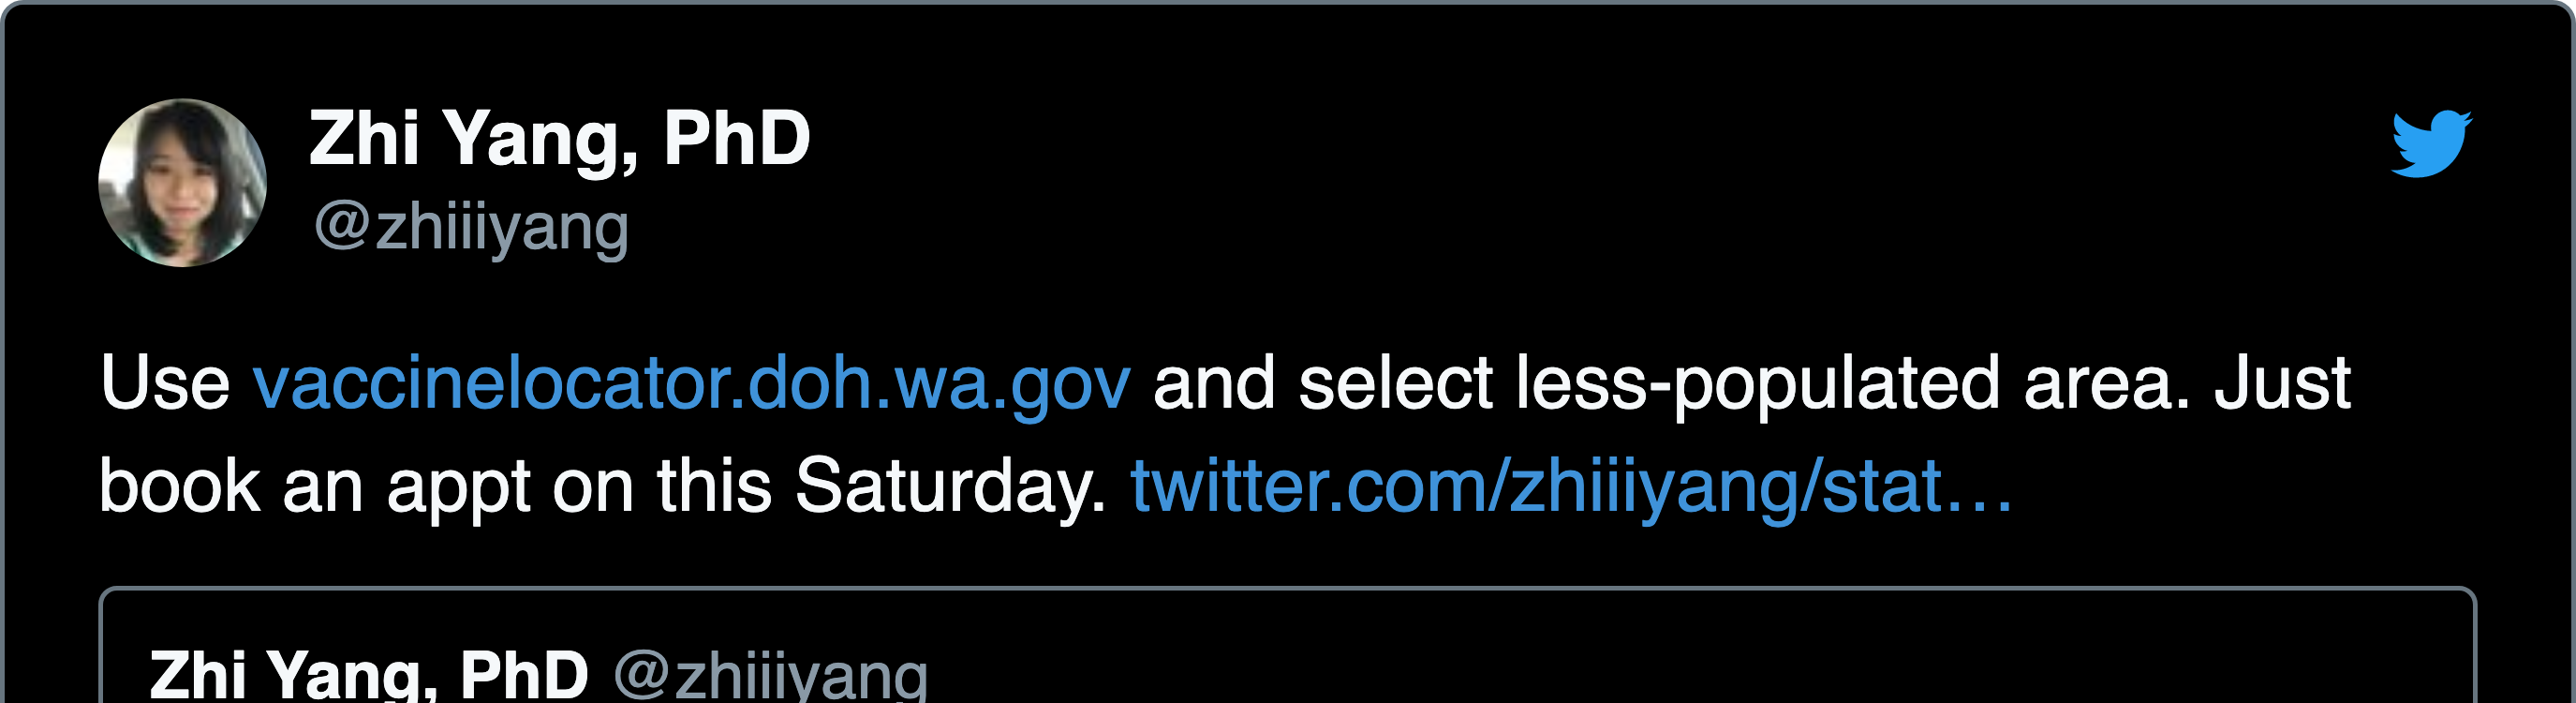 Zhi Yang, PhD
@zhiiiyang
Use vaccinelocator.doh.wa.gov and select less-populated area. Just
book an appt on this Saturday. twitter.com/zhiiiyang/stat…
Zhi Yang, PhD @zhiiiyang